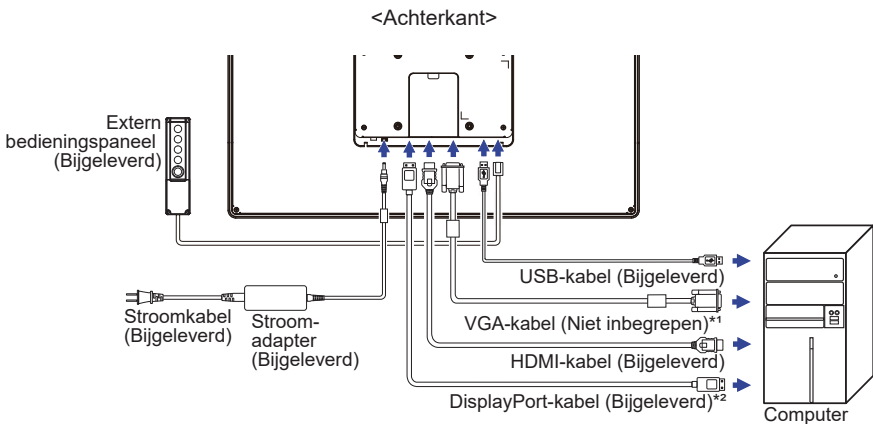 <Achterkant>
Extern
bedieningspaneel
(Bijgeleverd)
USB-kabel (Bijgeleverd)
Stroomkabel
(Bijgeleverd)
Stroom-
adapter
(Bijgeleverd)
VGA-kabel (Niet inbegrepen)*¹
HDMI-kabel (Bijgeleverd)
DisplayPort-kabel (Bijgeleverd)*²
Computer